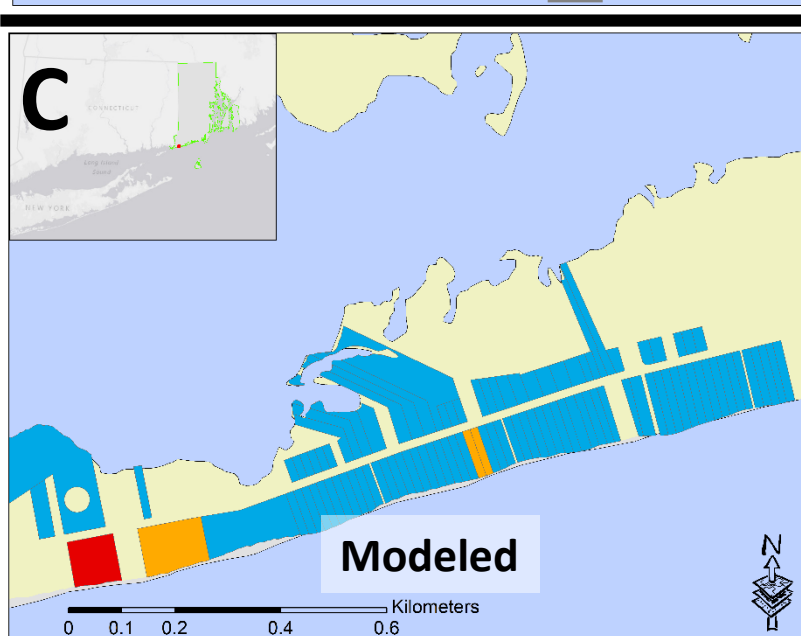 C
CONNECTICUT
Long Island
Sound
NEW YORK
Modeled
N
Kilometers
0 0.1 0.2 0.4 0.6